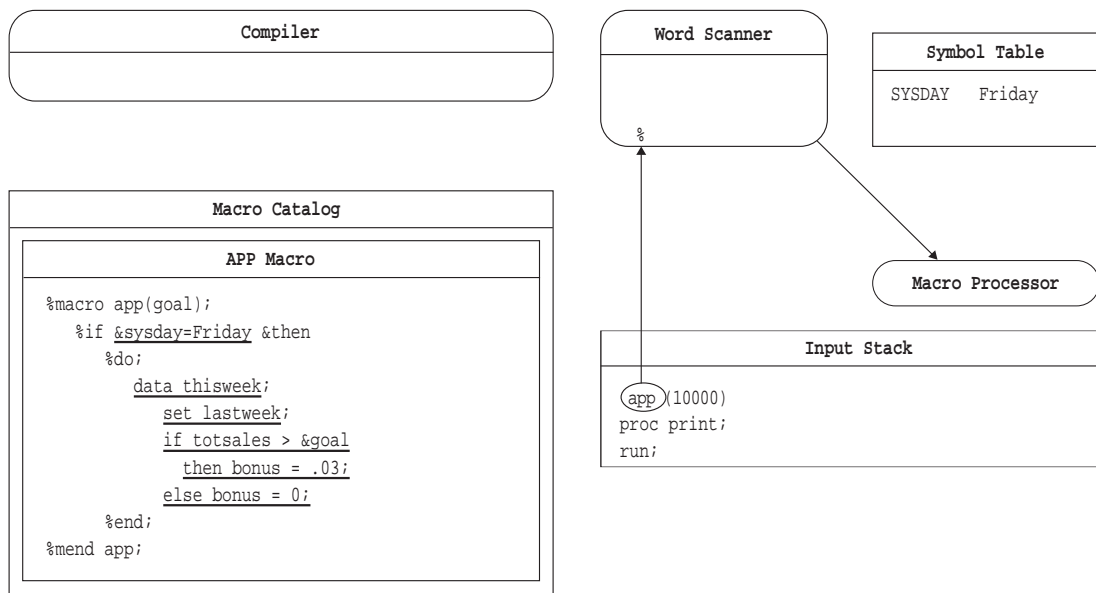 Compiler
Word Scanner
%
Symbol Table
SYSDAY Friday
Macro Catalog
APP Macro
%macro app(goal);
%if &sysday=Friday &then
%do;
data thisweek;
set lastweek;
if totsales > &goal
then bonus = .03;
else bonus = 0;
%end;
%mend app;
Macro Processor
Input Stack
app (10000)
proc print;
run;